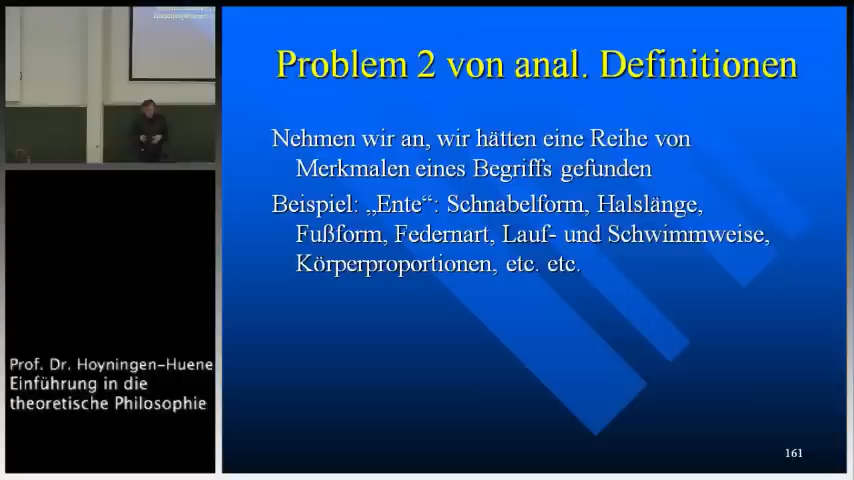 Problem 2 von anal. Definitionen
Nehmen wir an, wir hätten eine Reihe von
Merkmalen eines Begriffs gefunden
Beispiel: „Ente“: Schnabelform, Halslänge,
Fußform, Federnart, Lauf- und Schwimmweise,
Körperproportionen, etc. etc.
161
Prof. Dr. Hoyningen-Huene
Einführung in die
theoretische Philosophie